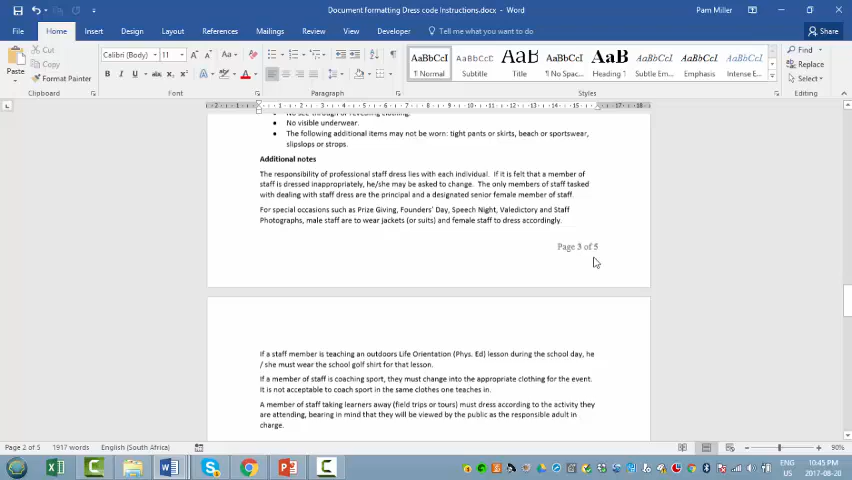 Document formatting Dress code Instructions.docx - Word
Pam Miller
File Home Insert Design Layout References Mailings Review View Developer Tell me what you want to do Share
Cut
Copy
Format Painter
Paste
Calibri (Body) 11
AaBbCcI AaBbCcD AaB AaBbCcI AaB AaBbCcI AaBbCcI AaBbCcI
¶ Normal Subtitle Title ¶ No Spac... Heading 1 Subtle Em... Emphasis Intense E...
Find
Replace
Select
Clipboard Font Paragraph Styles Editing
No visible underwear.
The following additional items may not be worn: tight pants or skirts, beach or sportswear,
slipslops or strops.
Additional notes
The responsibility of professional staff dress lies with each individual. If it is felt that a member of
staff is dressed inappropriately, he/she may be asked to change. The only members of staff tasked
with dealing with staff dress are the principal and a designated senior female member of staff.
For special occasions such as Prize Giving, Founders' Day, Speech Night, Valedictory and Staff
Photographs, male staff are to wear jackets (or suits) and female staff to dress accordingly.
Page 3 of 5
If a staff member is teaching an outdoors Life Orientation (Phys. Ed) lesson during the school day, he
/ she must wear the school golf shirt for that lesson.
If a member of staff is coaching sport, they must change into the appropriate clothing for the event.
It is not acceptable to coach sport in the same clothes one teaches in.
A member of staff taking learners away (field trips or tours) must dress according to the activity they
are attending, bearing in mind that they will be viewed by the public as the responsible adult in
charge.
Page 2 of 5 1917 words English (South Africa) 90%
ENG 10:45 PM
US 2017-08-20